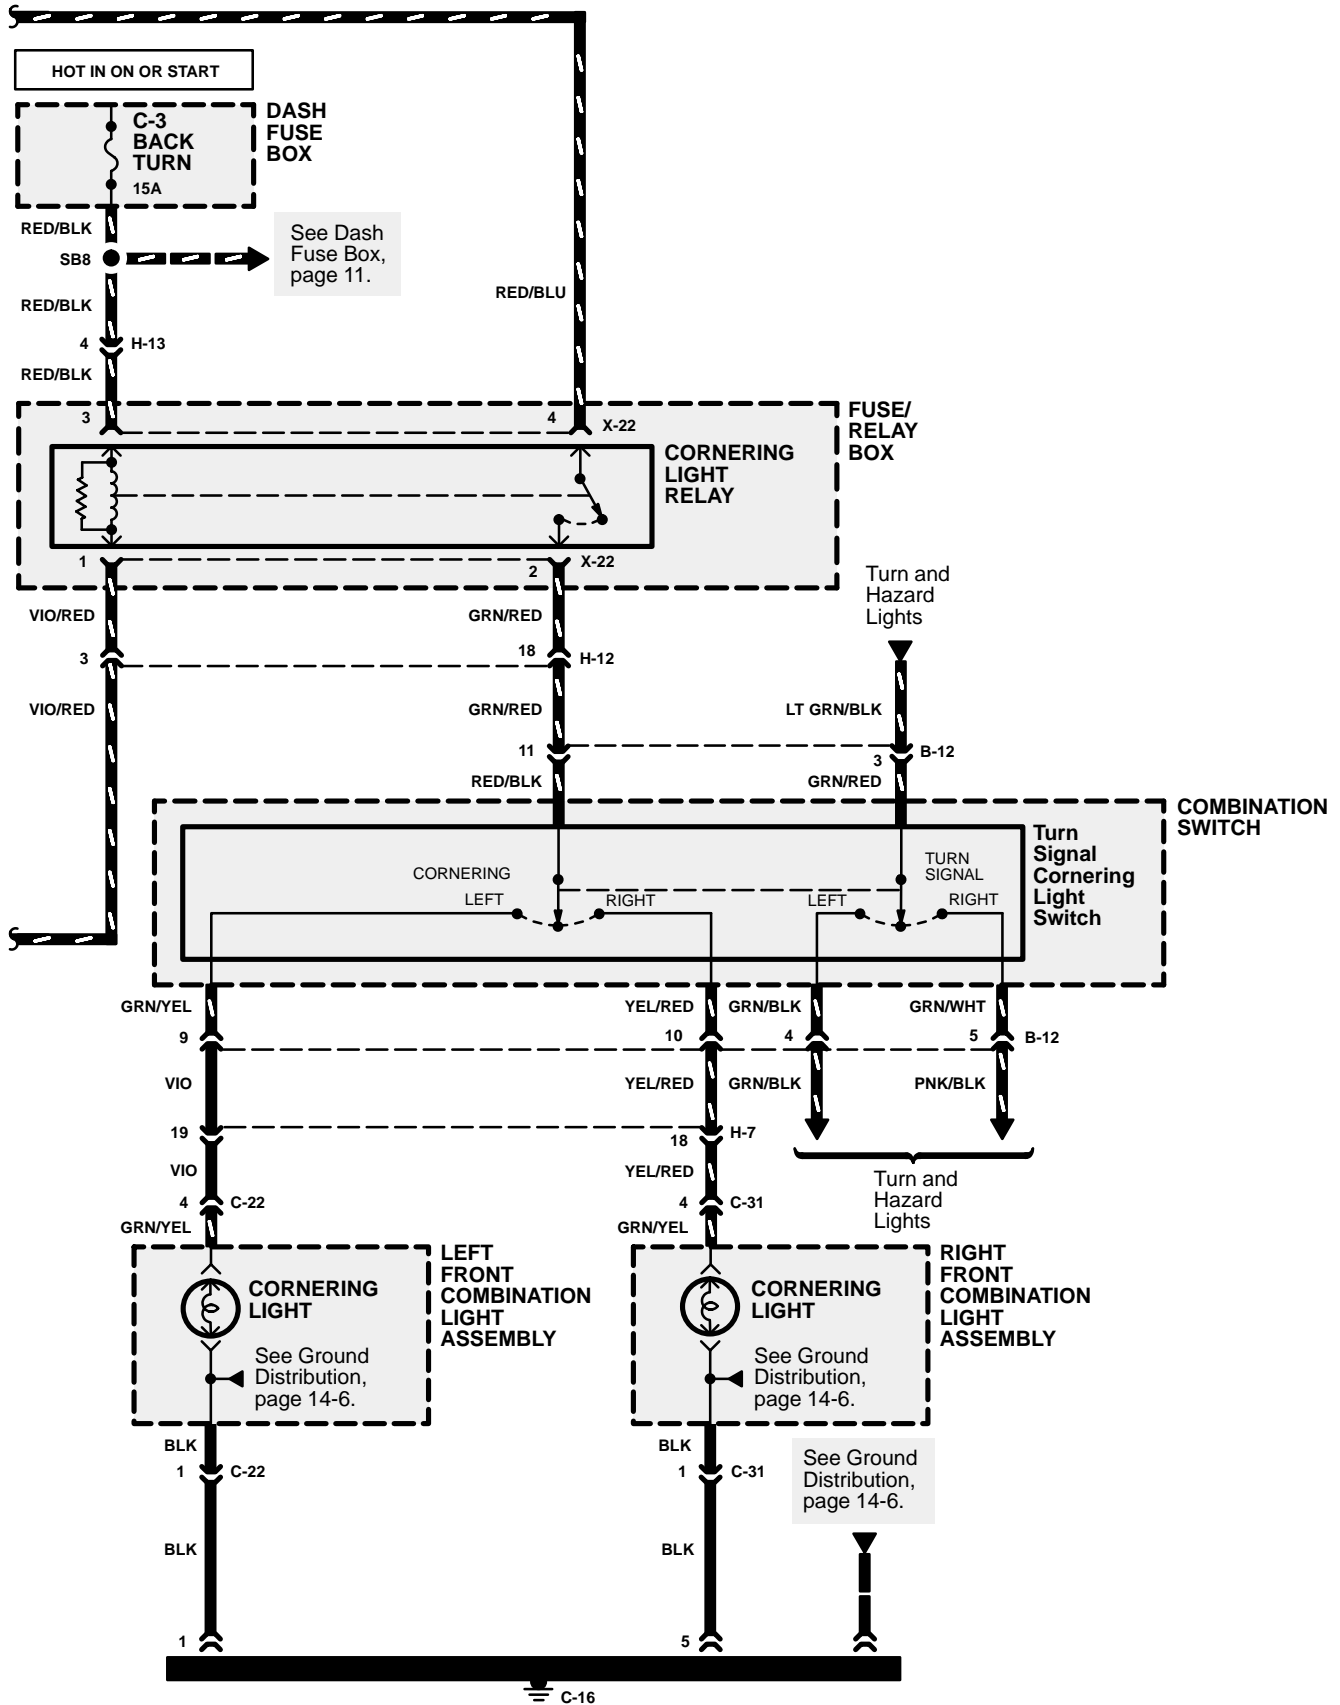 HOT IN ON OR START
C-3
BACK
TURN
15A
DASH
FUSE
BOX
RED/BLK
SB8
See Dash
Fuse Box,
page 11.
RED/BLK
RED/BLU
4
H-13
RED/BLK
3
4
X-22
FUSE/
RELAY
BOX
CORNERING
LIGHT
RELAY
1
2
X-22
VIO/RED
GRN/RED
Turn and
Hazard
Lights
3
18
H-12
VIO/RED
GRN/RED
LT GRN/BLK
11
3
B-12
RED/BLK
GRN/RED
COMBINATION
SWITCH
Turn
Signal
Cornering
Light
Switch
CORNERING
LEFT
RIGHT
TURN
SIGNAL
LEFT
RIGHT
GRN/YEL
YEL/RED
GRN/BLK
GRN/WHT
9
10
4
5
B-12
VIO
YEL/RED
GRN/BLK
PNK/BLK
19
18
H-7
VIO
YEL/RED
Turn and
Hazard
Lights
4
C-22
4
C-31
GRN/YEL
GRN/YEL
CORNERING
LIGHT
LEFT
FRONT
COMBINATION
LIGHT
ASSEMBLY
CORNERING
LIGHT
RIGHT
FRONT
COMBINATION
LIGHT
ASSEMBLY
See Ground
Distribution,
page 14-6.
See Ground
Distribution,
page 14-6.
BLK
BLK
1
C-22
1
C-31
See Ground
Distribution,
page 14-6.
BLK
BLK
1
5
C-16